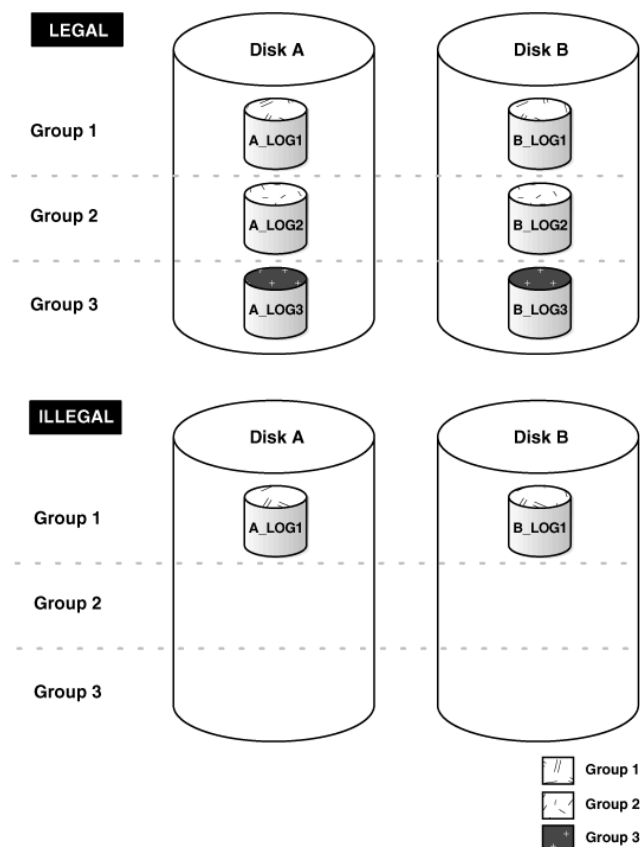 LEGAL
Disk A
Disk B
Group 1
A_LOG1
B_LOG1
Group 2
A_LOG2
B_LOG2
Group 3
A_LOG3
B_LOG3
ILLEGAL
Disk A
Disk B
Group 1
A_LOG1
B_LOG1
Group 2
Group 3
Group 1
Group 2
Group 3